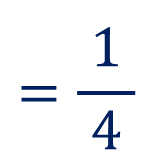 = 1/4